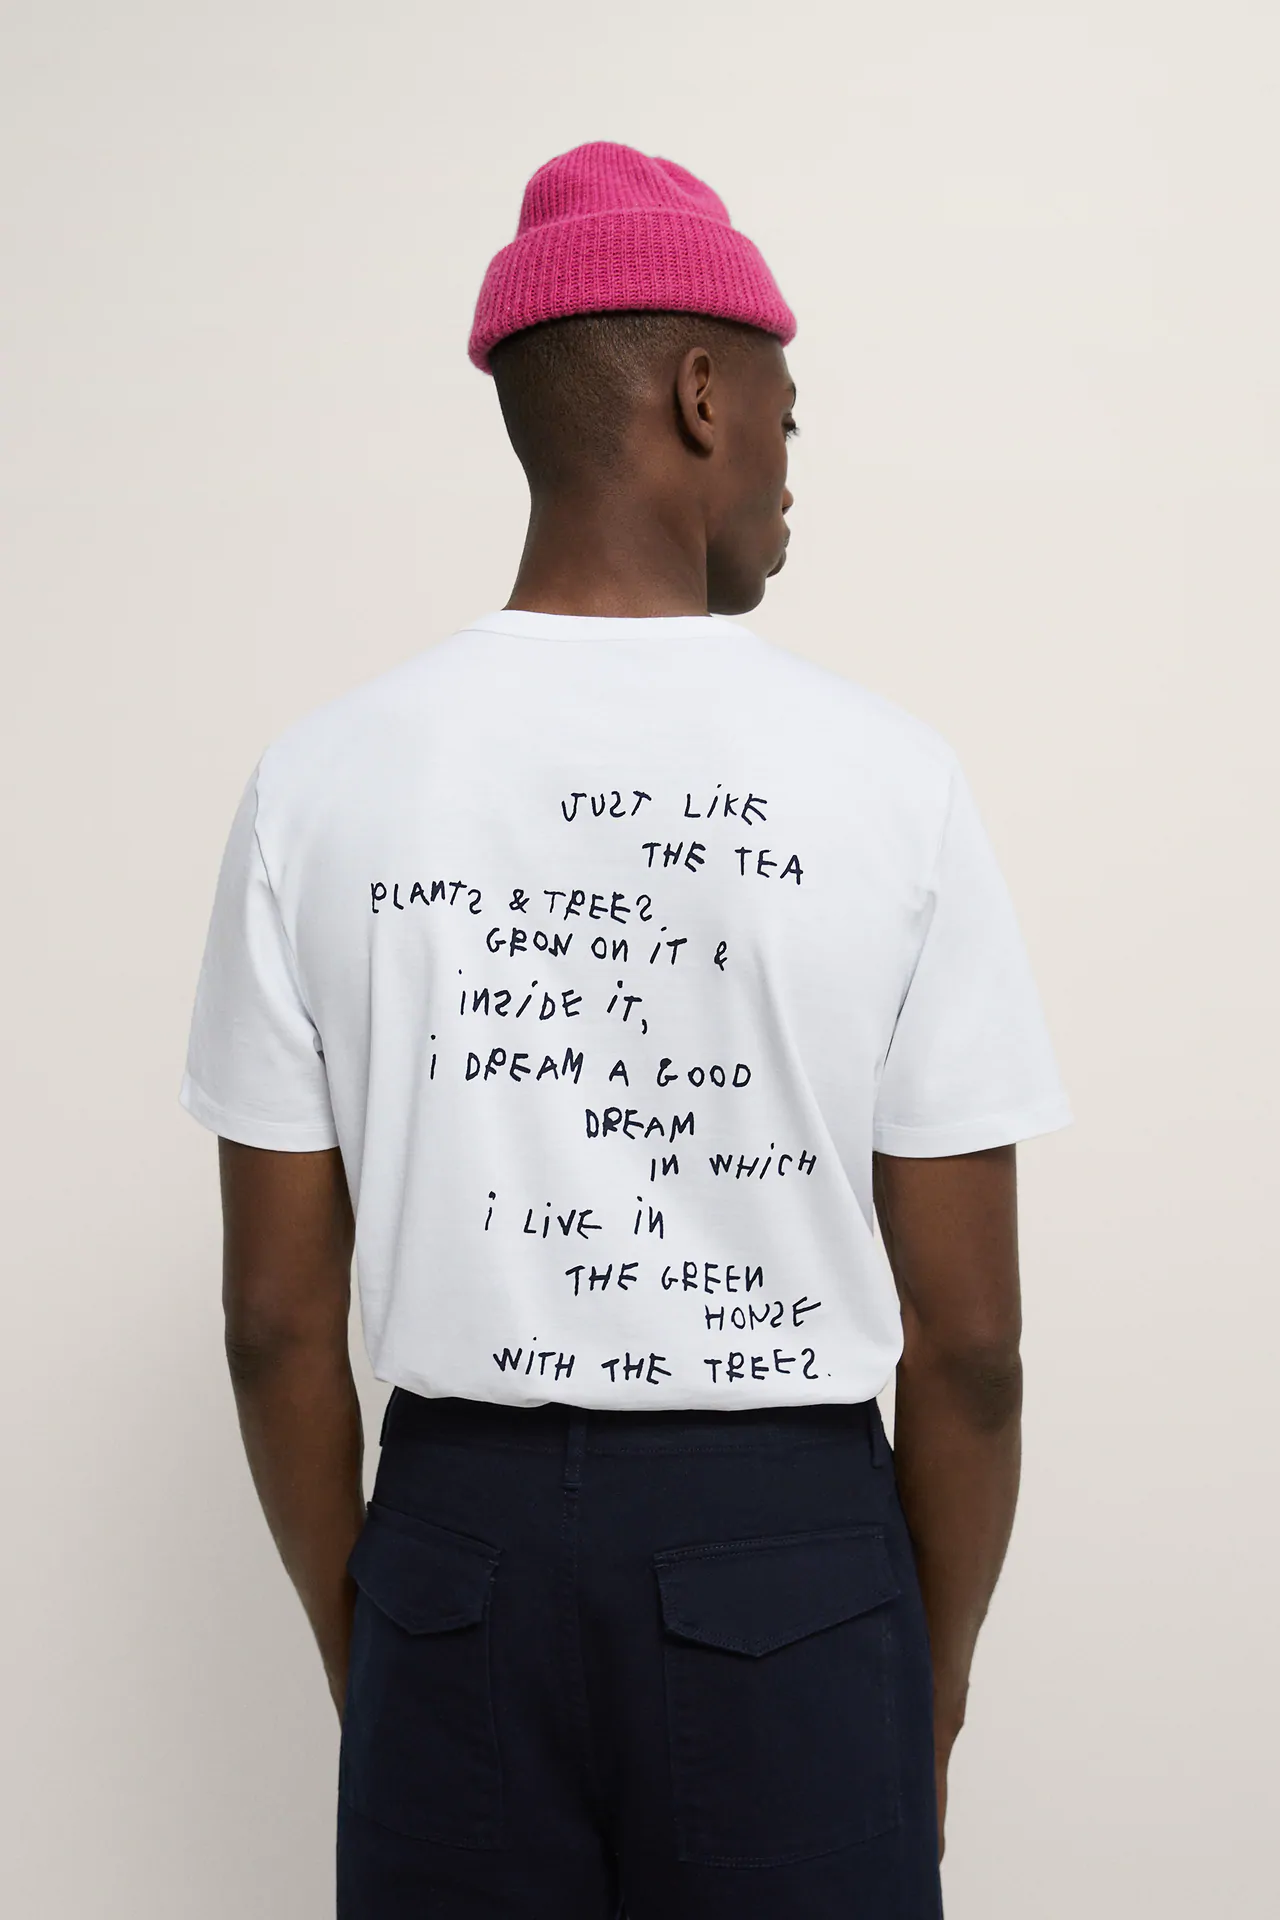 JUST LiKE
THE TEA
PLANTS & TREES
GROW ON iT &
iNSiDE iT,
i DREAM A GOOD
DREAM
iN WHiCH
i LiVE iN
THE GREEN
HOUSE
WiTH THE TREES.